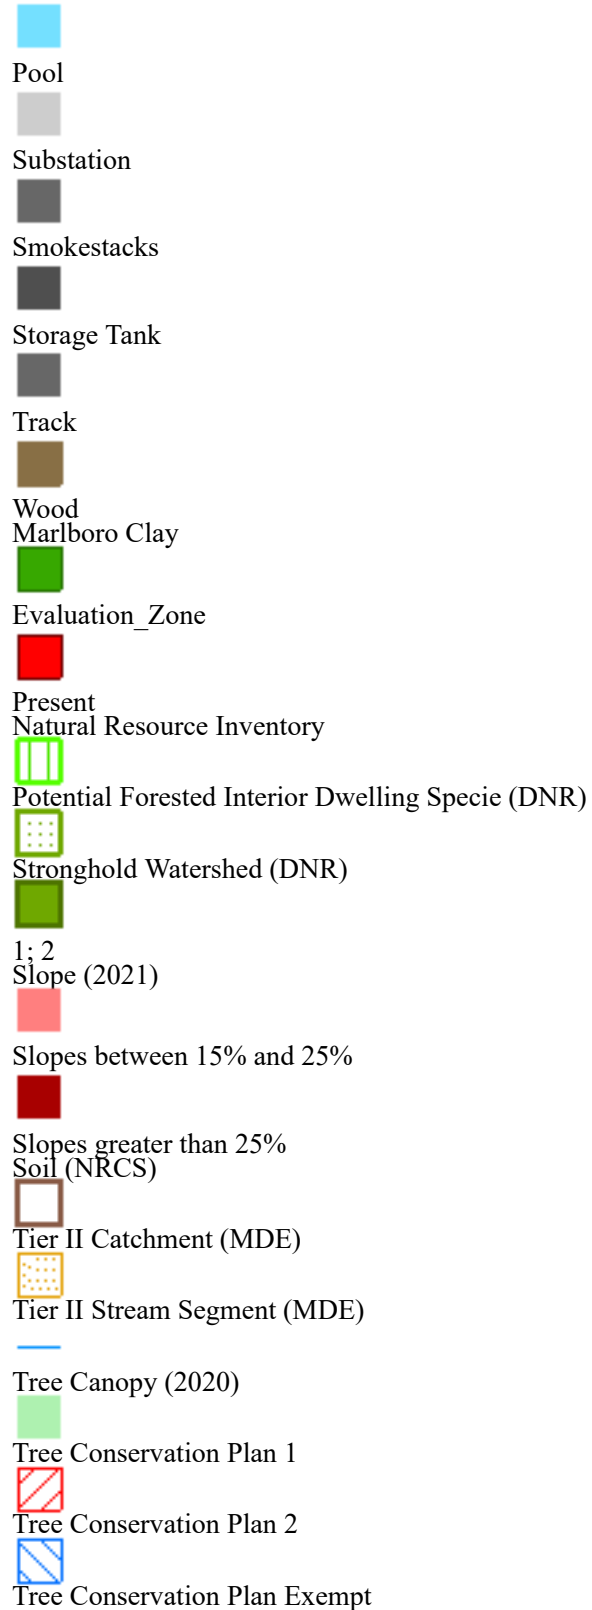 Pool
Substation
Smokestacks
Storage Tank
Track
Wood
Marlboro Clay
Evaluation_Zone
Present
Natural Resource Inventory
Potential Forested Interior Dwelling Specie (DNR)
Stronghold Watershed (DNR)
1; 2
Slope (2021)
Slopes between 15% and 25%
Slopes greater than 25%
Soil (NRCS)
Tier II Catchment (MDE)
Tier II Stream Segment (MDE)
Tree Canopy (2020)
Tree Conservation Plan 1
Tree Conservation Plan 2
Tree Conservation Plan Exempt